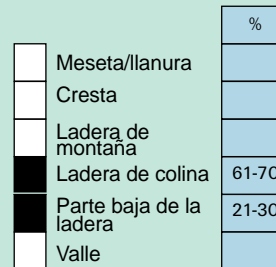 %
Meseta/llanura
Cresta
Ladera de
montaña
Ladera de colina 61-70
Parte baja de la
ladera 21-30
Valle